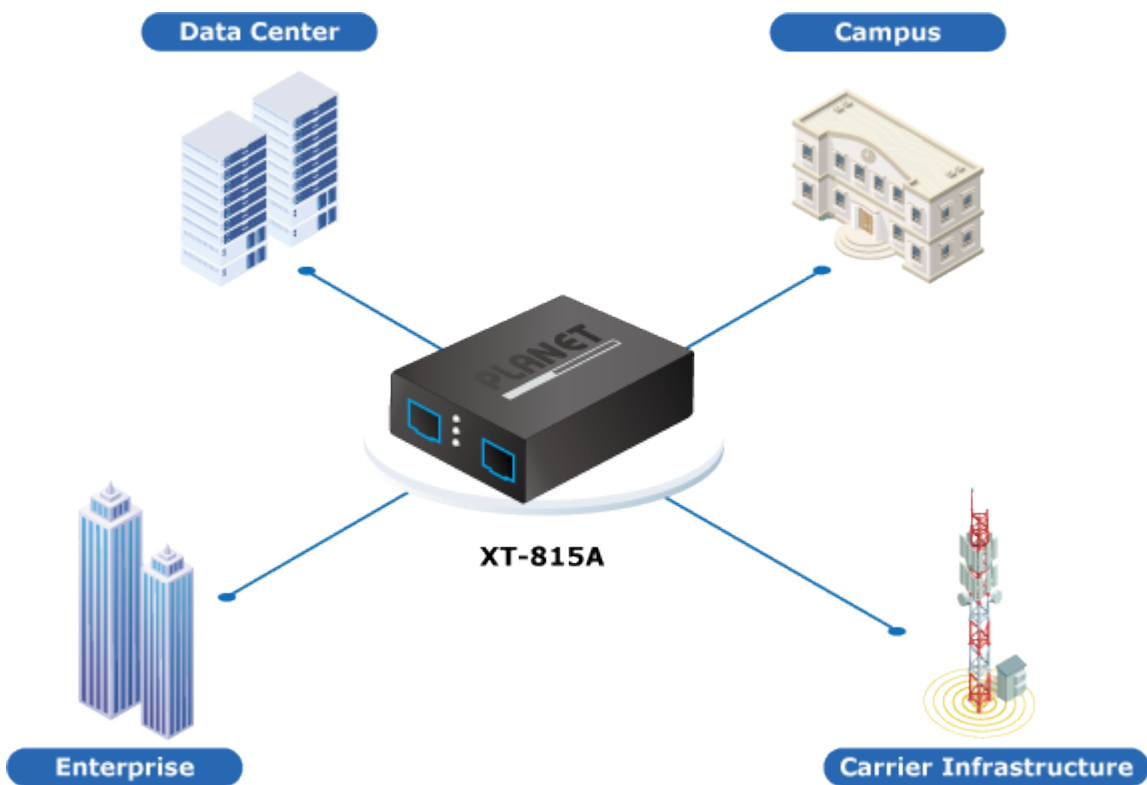 Data Center
Campus
PLANET
XT-815A
Enterprise
Carrier Infrastructure